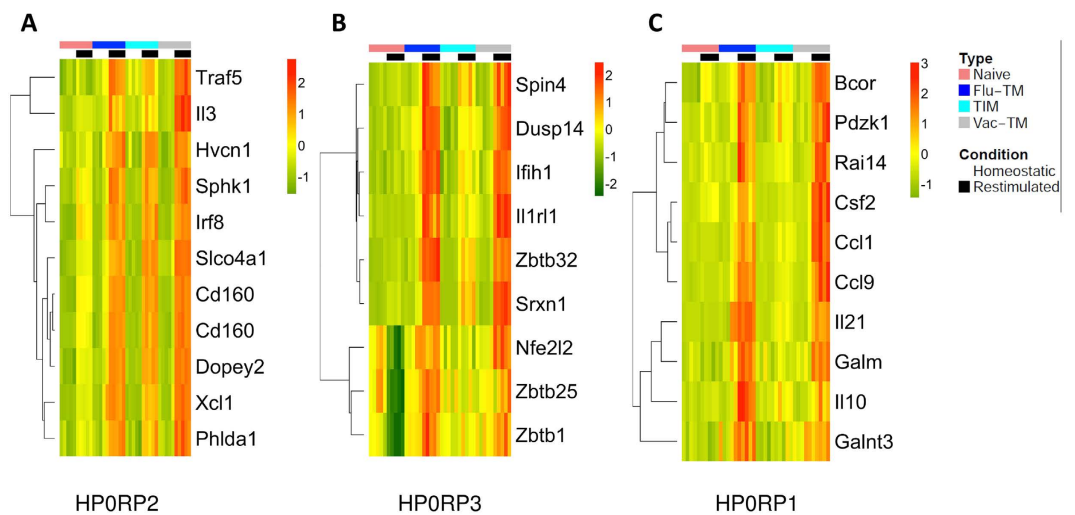 A
Traf5
Il3
Hvcn1
Sphk1
Irf8
Slco4a1
Cd160
Cd160
Dopey2
Xcl1
Phlda1
2
1
0
-1
HP0RP2
B
Spin4
Dusp14
Ifih1
Il1rl1
Zbtb32
Srxn1
Nfe2l2
Zbtb25
Zbtb1
2
1
0
-1
-2
HP0RP3
C
Bcor
Pdzk1
Rai14
Csf2
Ccl1
Ccl9
Il21
Galm
Il10
Galnt3
3
2
1
0
-1
HP0RP1
Type
Naive
Flu-TM
TIM
Vac-TM
Condition
Homeostatic
Restimulated